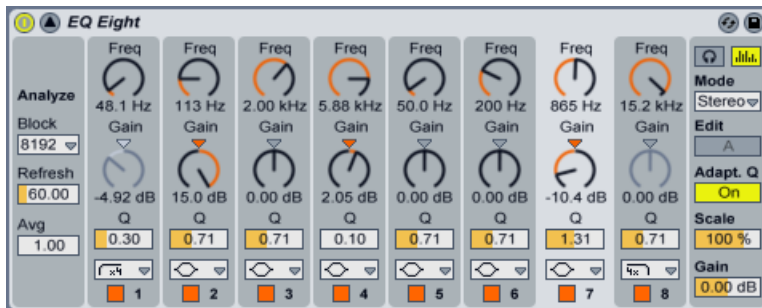 EQ Eight
Freq Freq Freq Freq Freq Freq Freq Freq
48.1 Hz 113 Hz 2.00 kHz 5.88 kHz 50.0 Hz 200 Hz 865 Hz 15.2 kHz
Gain Gain Gain Gain Gain Gain Gain Gain
-4.92 dB 15.0 dB 0.00 dB 2.05 dB 0.00 dB 0.00 dB -10.4 dB 0.00 dB
Q Q Q Q Q Q Q Q
0.30 0.71 0.71 0.10 0.71 0.71 1.31 0.71
x4 4x
1 2 3 4 5 6 7 8
Analyze
Block
8192
Refresh
60.00
Avg
1.00
Mode
Stereo
Edit
A
Adapt. Q
On
Scale
100 %
Gain
0.00 dB